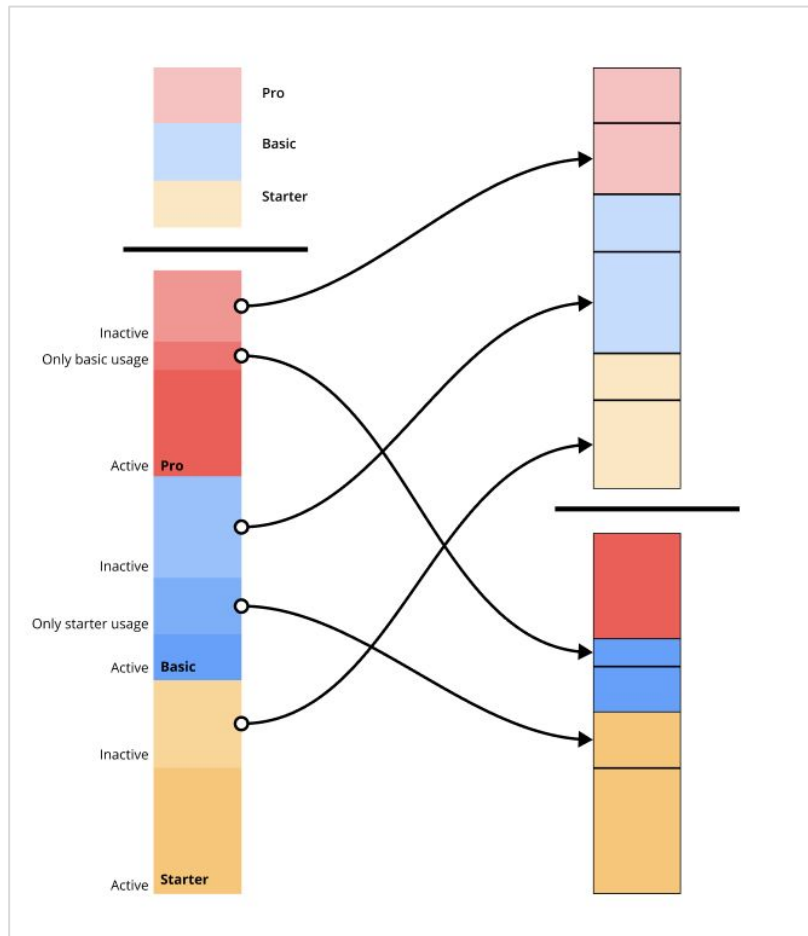 Pro
Basic
Starter
Inactive
Only basic usage
Active Pro
Inactive
Only starter usage
Active Basic
Inactive
Active Starter